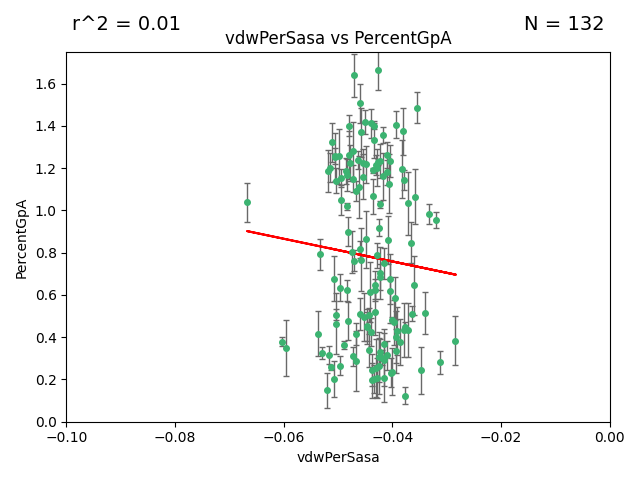 r^2 = 0.01
N = 132
vdwPerSasa vs PercentGpA
PercentGpA
1.6
1.4
1.2
1.0
0.8
0.6
0.4
0.2
0.0
−0.10 −0.08 −0.06 −0.04 −0.02 0.00
vdwPerSasa